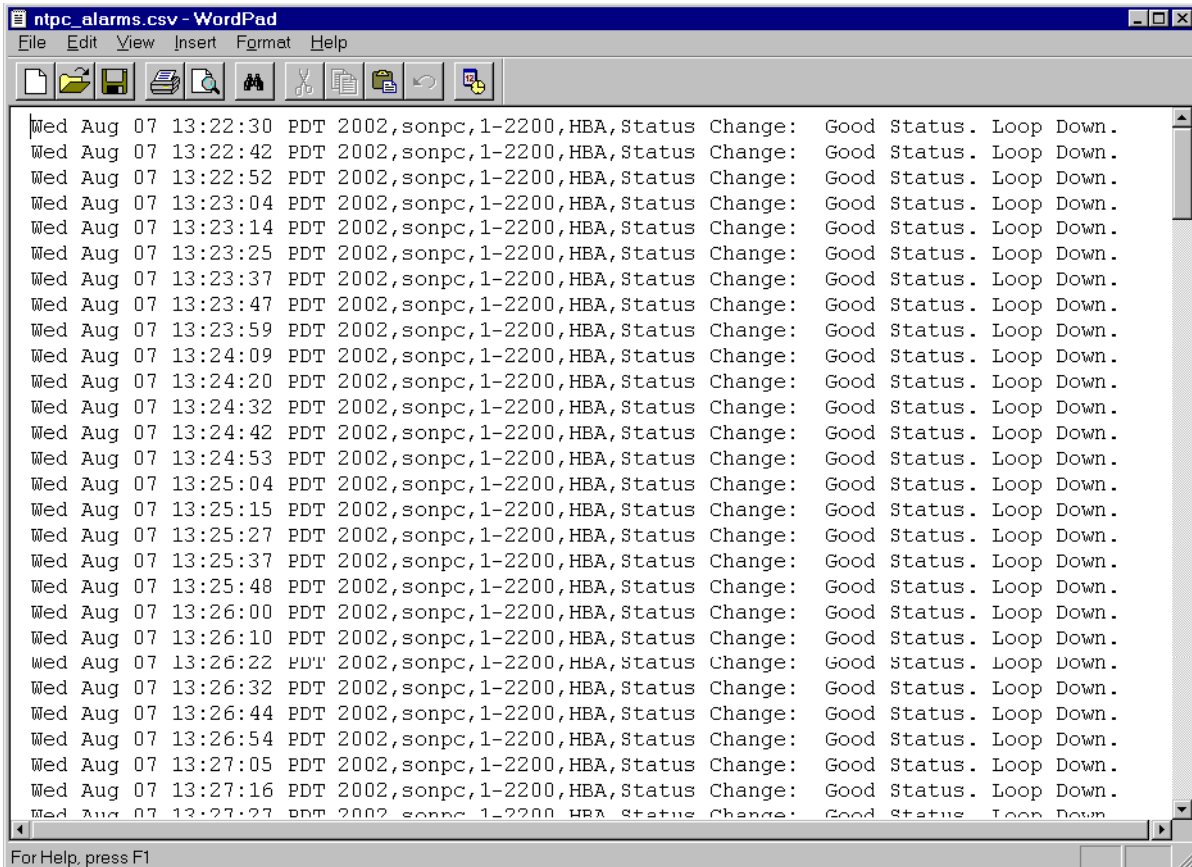 ntpc_alarms.csv - WordPad
File Edit View Insert Format Help
Wed Aug 07 13:22:30 PDT 2002,sonpc,1-2200,HBA,Status Change:  Good Status. Loop Down.
Wed Aug 07 13:22:42 PDT 2002,sonpc,1-2200,HBA,Status Change:  Good Status. Loop Down.
Wed Aug 07 13:22:52 PDT 2002,sonpc,1-2200,HBA,Status Change:  Good Status. Loop Down.
Wed Aug 07 13:23:04 PDT 2002,sonpc,1-2200,HBA,Status Change:  Good Status. Loop Down.
Wed Aug 07 13:23:14 PDT 2002,sonpc,1-2200,HBA,Status Change:  Good Status. Loop Down.
Wed Aug 07 13:23:25 PDT 2002,sonpc,1-2200,HBA,Status Change:  Good Status. Loop Down.
Wed Aug 07 13:23:37 PDT 2002,sonpc,1-2200,HBA,Status Change:  Good Status. Loop Down.
Wed Aug 07 13:23:47 PDT 2002,sonpc,1-2200,HBA,Status Change:  Good Status. Loop Down.
Wed Aug 07 13:23:59 PDT 2002,sonpc,1-2200,HBA,Status Change:  Good Status. Loop Down.
Wed Aug 07 13:24:09 PDT 2002,sonpc,1-2200,HBA,Status Change:  Good Status. Loop Down.
Wed Aug 07 13:24:20 PDT 2002,sonpc,1-2200,HBA,Status Change:  Good Status. Loop Down.
Wed Aug 07 13:24:32 PDT 2002,sonpc,1-2200,HBA,Status Change:  Good Status. Loop Down.
Wed Aug 07 13:24:42 PDT 2002,sonpc,1-2200,HBA,Status Change:  Good Status. Loop Down.
Wed Aug 07 13:24:53 PDT 2002,sonpc,1-2200,HBA,Status Change:  Good Status. Loop Down.
Wed Aug 07 13:25:04 PDT 2002,sonpc,1-2200,HBA,Status Change:  Good Status. Loop Down.
Wed Aug 07 13:25:15 PDT 2002,sonpc,1-2200,HBA,Status Change:  Good Status. Loop Down.
Wed Aug 07 13:25:27 PDT 2002,sonpc,1-2200,HBA,Status Change:  Good Status. Loop Down.
Wed Aug 07 13:25:37 PDT 2002,sonpc,1-2200,HBA,Status Change:  Good Status. Loop Down.
Wed Aug 07 13:25:48 PDT 2002,sonpc,1-2200,HBA,Status Change:  Good Status. Loop Down.
Wed Aug 07 13:26:00 PDT 2002,sonpc,1-2200,HBA,Status Change:  Good Status. Loop Down.
Wed Aug 07 13:26:10 PDT 2002,sonpc,1-2200,HBA,Status Change:  Good Status. Loop Down.
Wed Aug 07 13:26:22 PDT 2002,sonpc,1-2200,HBA,Status Change:  Good Status. Loop Down.
Wed Aug 07 13:26:32 PDT 2002,sonpc,1-2200,HBA,Status Change:  Good Status. Loop Down.
Wed Aug 07 13:26:44 PDT 2002,sonpc,1-2200,HBA,Status Change:  Good Status. Loop Down.
Wed Aug 07 13:26:54 PDT 2002,sonpc,1-2200,HBA,Status Change:  Good Status. Loop Down.
Wed Aug 07 13:27:05 PDT 2002,sonpc,1-2200,HBA,Status Change:  Good Status. Loop Down.
Wed Aug 07 13:27:16 PDT 2002,sonpc,1-2200,HBA,Status Change:  Good Status. Loop Down.
Wed Aug 07 13:27:27 PDT 2002,sonpc,1-2200,HBA,Status Change:  Good Status. Loop Down.
For Help, press F1